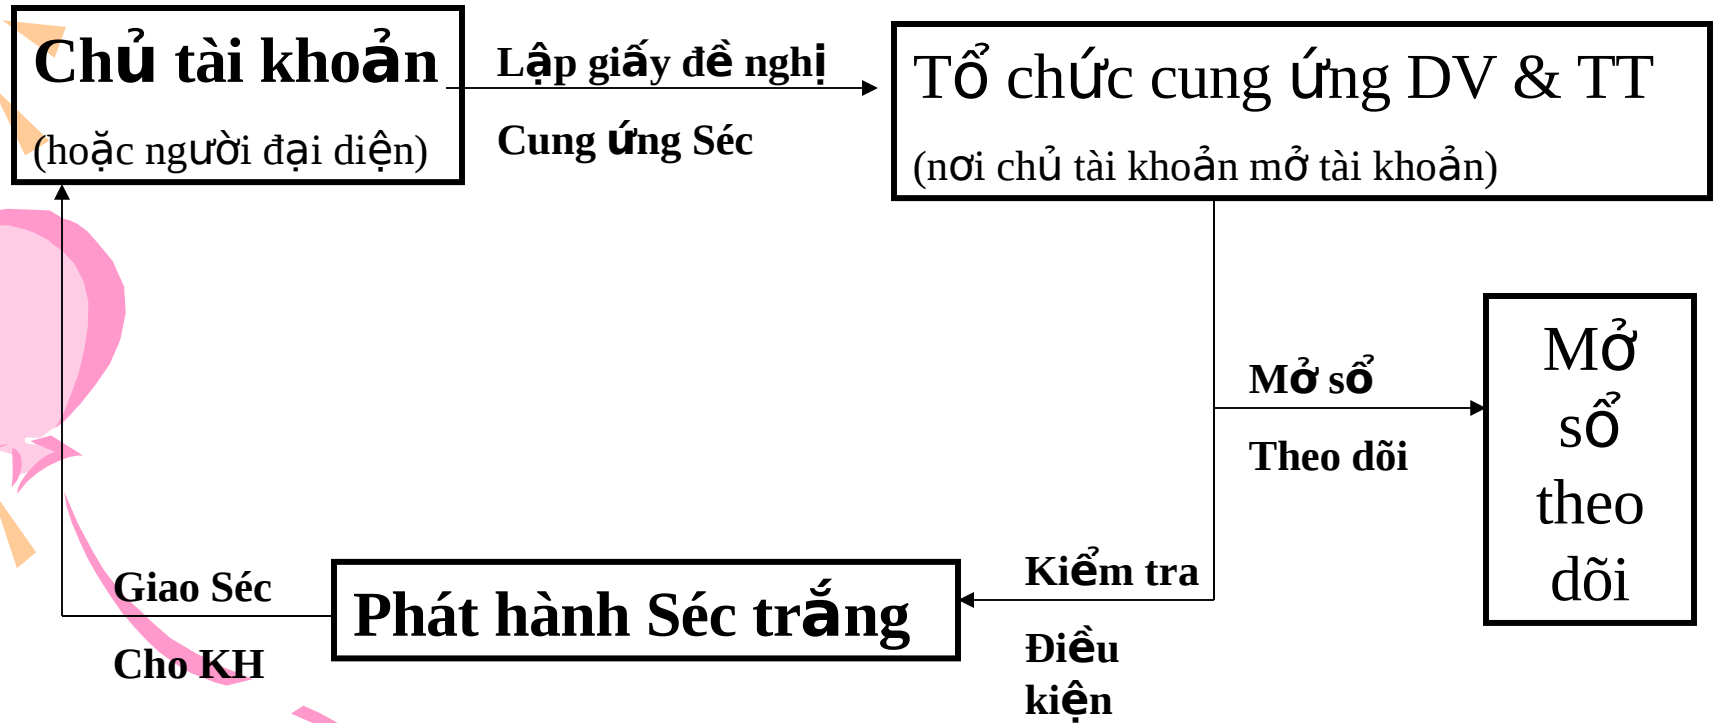 Chủ tài khoản
(hoặc người đại diện)
Lập giấy đề nghị
Cung ứng Séc
Tổ chức cung ứng DV & TT
(nơi chủ tài khoản mở tài khoản)
Mở sổ
Theo dõi
Mở
sổ
theo
dõi
Kiểm tra
Điều
kiện
Phát hành Séc trắng
Giao Séc
Cho KH